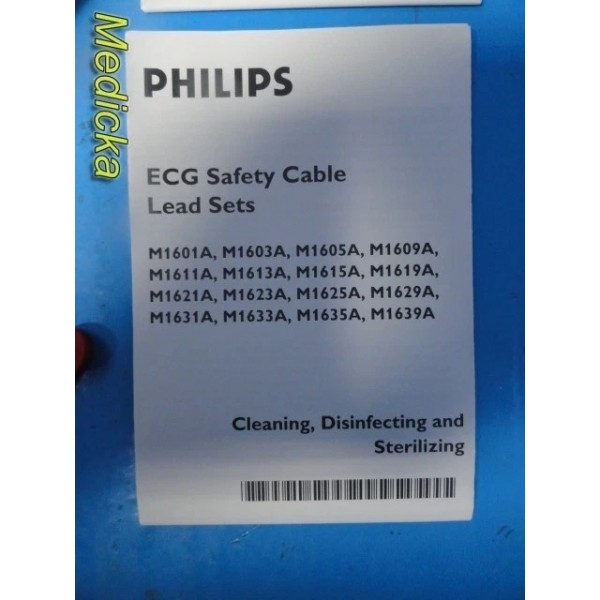 Medicka
PHILIPS
ECG Safety Cable
Lead Sets
M1601A, M1603A, M1605A, M1609A,
M1611A, M1613A, M1615A, M1619A,
M1621A, M1623A, M1625A, M1629A,
M1631A, M1633A, M1635A, M1639A
Cleaning, Disinfecting and
Sterilizing